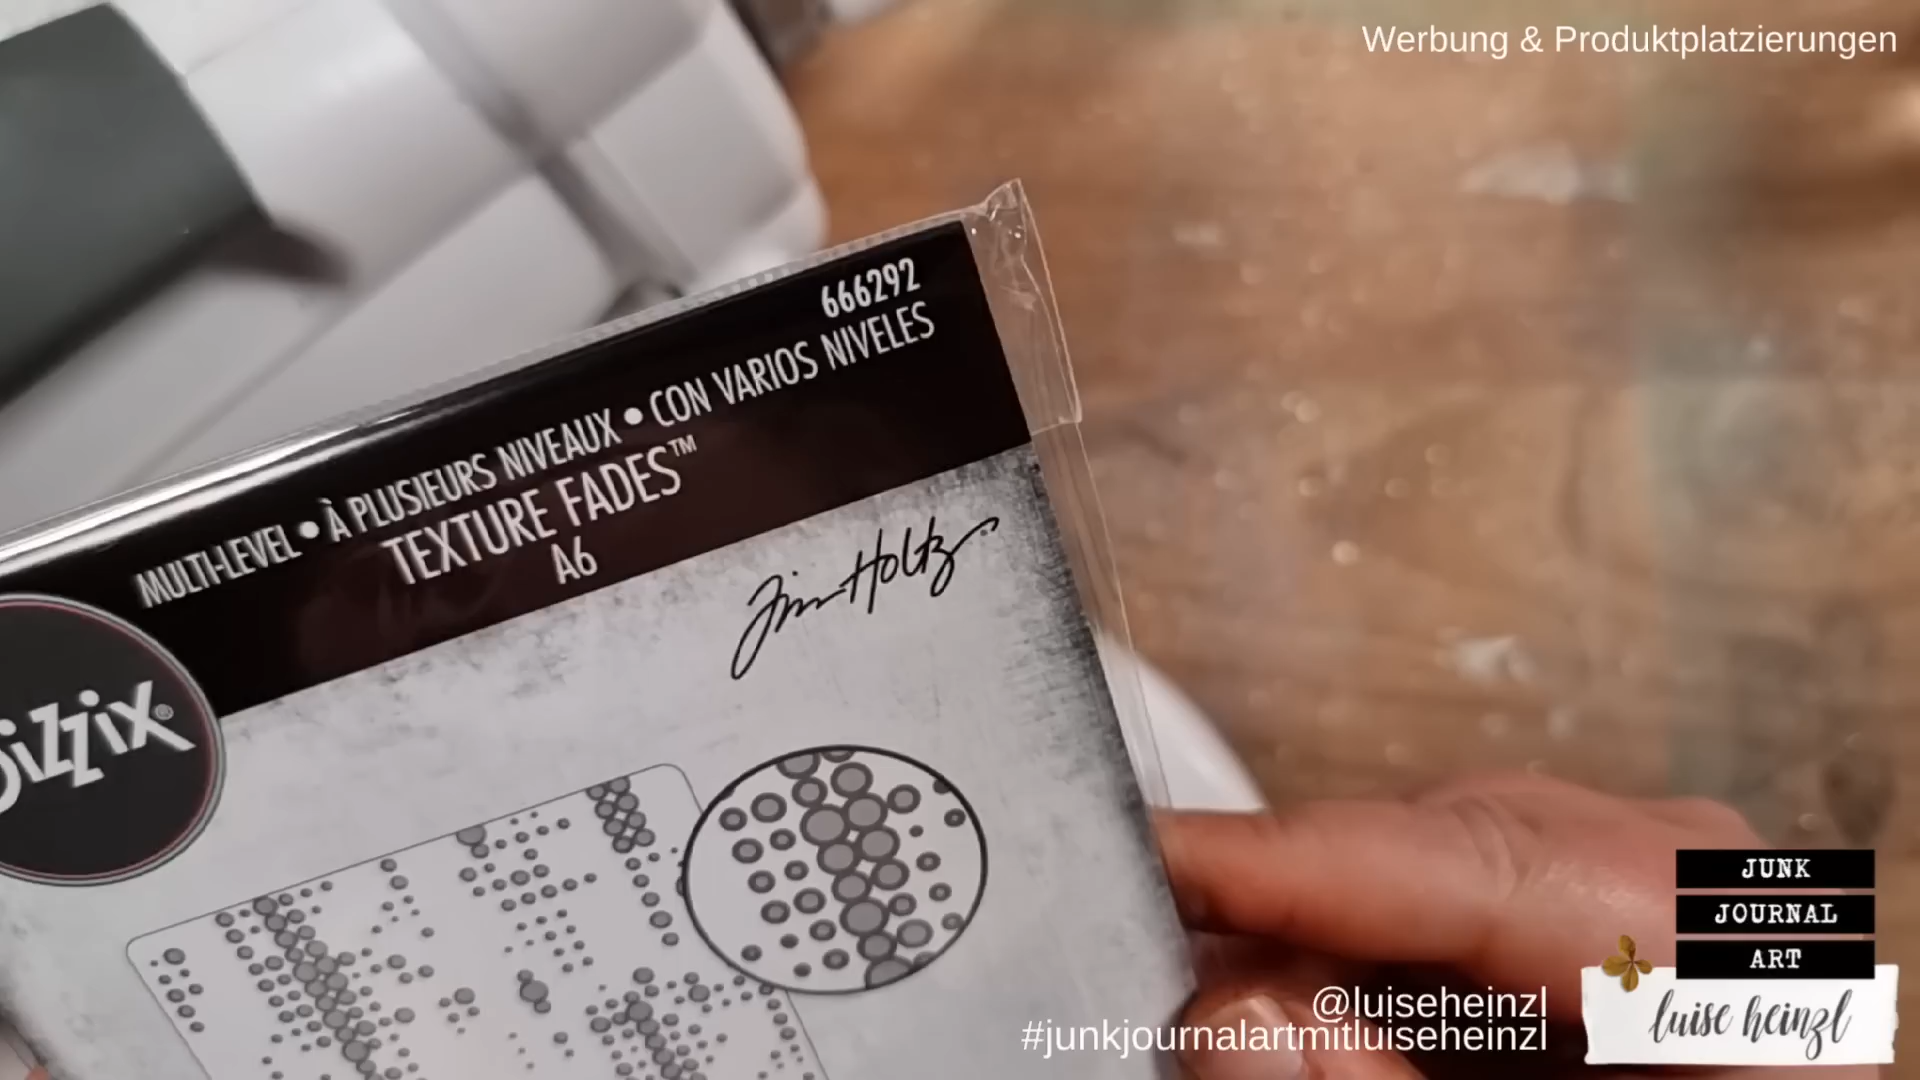 Werbung & Produktplatzierungen
666292
MULTI-LEVEL • À PLUSIEURS NIVEAUX • CON VARIOS NIVELES
TEXTURE FADES™
A6
Tim Holtz®
sizzix®
JUNK
JOURNAL
ART
luise heinzl
@luiseheinzl
#junkjournalartmitluiseheinzl